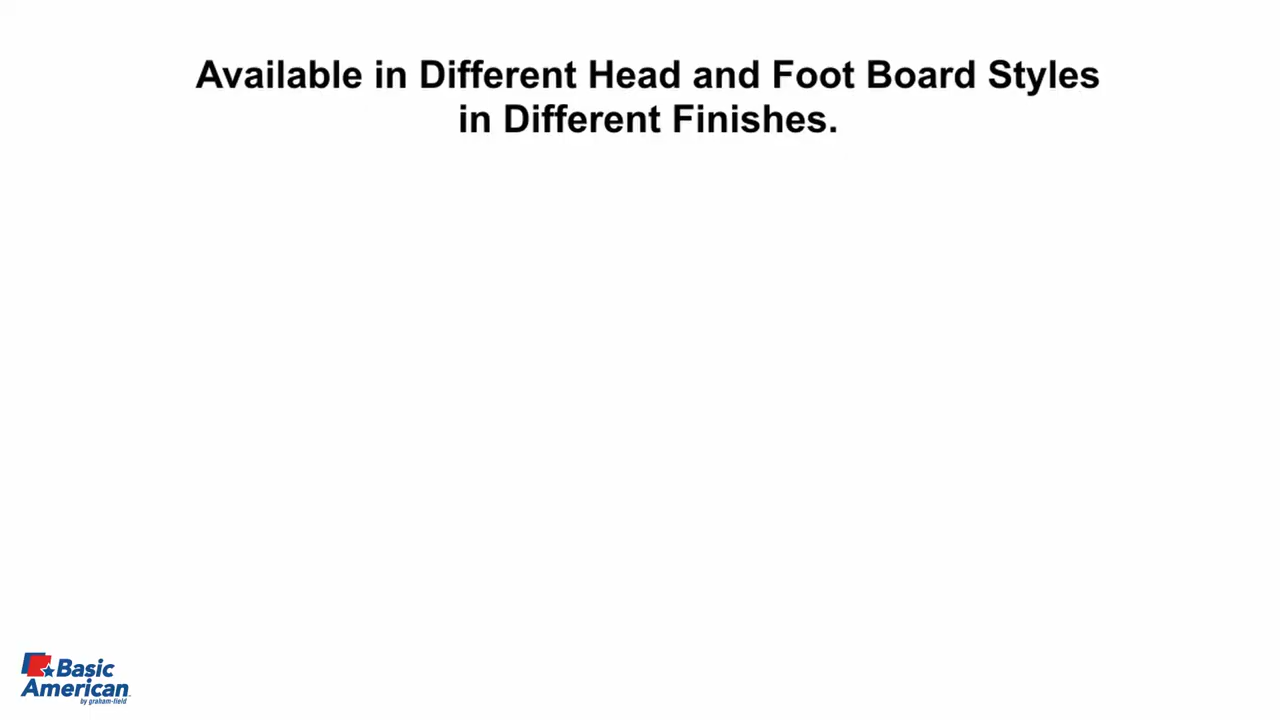 Available in Different Head and Foot Board Styles
in Different Finishes.
Basic
American
by graham-field